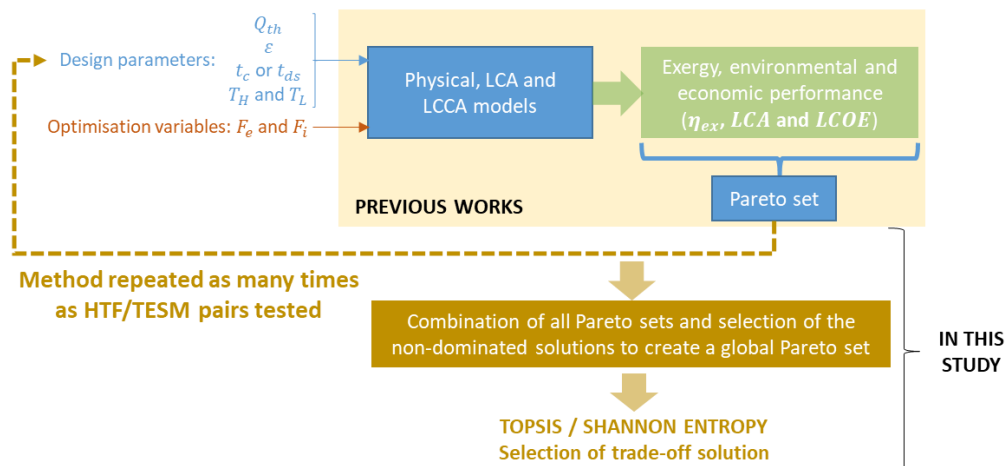 Design parameters:
Q_th
ε
t_c or t_ds
T_H and T_L
Optimisation variables: F_e and F_i
Physical, LCA and
LCCA models
Exergy, environmental and
economic performance
(η_ex, LCA and LCOE)
Pareto set
PREVIOUS WORKS
Method repeated as many times
as HTF/TESM pairs tested
Combination of all Pareto sets and selection of the
non-dominated solutions to create a global Pareto set
IN THIS
STUDY
TOPSIS / SHANNON ENTROPY
Selection of trade-off solution